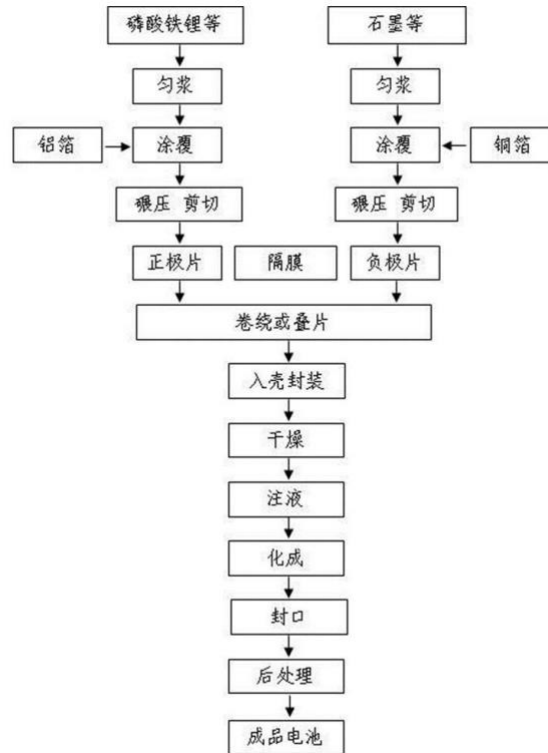 磷酸铁锂等
石墨等
匀浆
匀浆
铝箔
涂覆
涂覆
铜箔
碾压 剪切
碾压 剪切
正极片
隔膜
负极片
卷绕或叠片
入壳封装
干燥
注液
化成
封口
后处理
成品电池